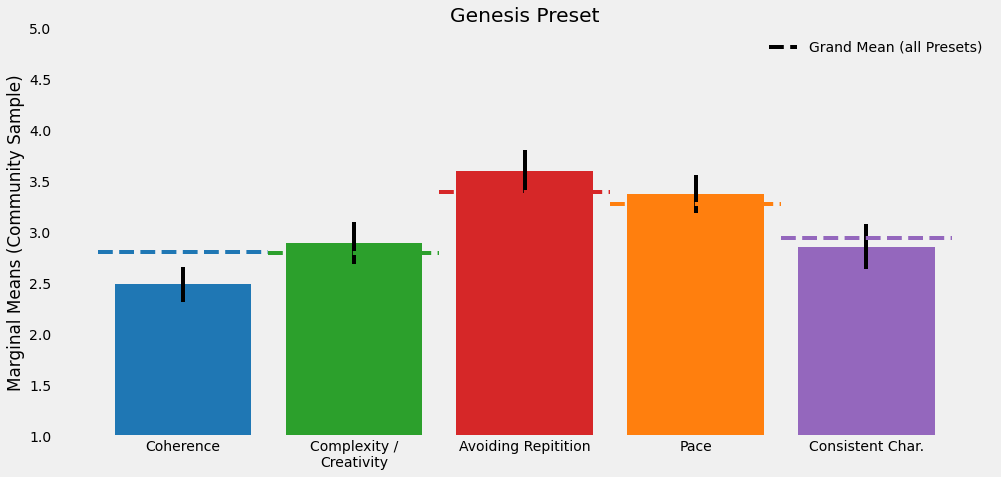 Genesis Preset
Grand Mean (all Presets)
Marginal Means (Community Sample)
5.0
4.5
4.0
3.5
3.0
2.5
2.0
1.5
1.0
Coherence
Complexity /
Creativity
Avoiding Repitition
Pace
Consistent Char.